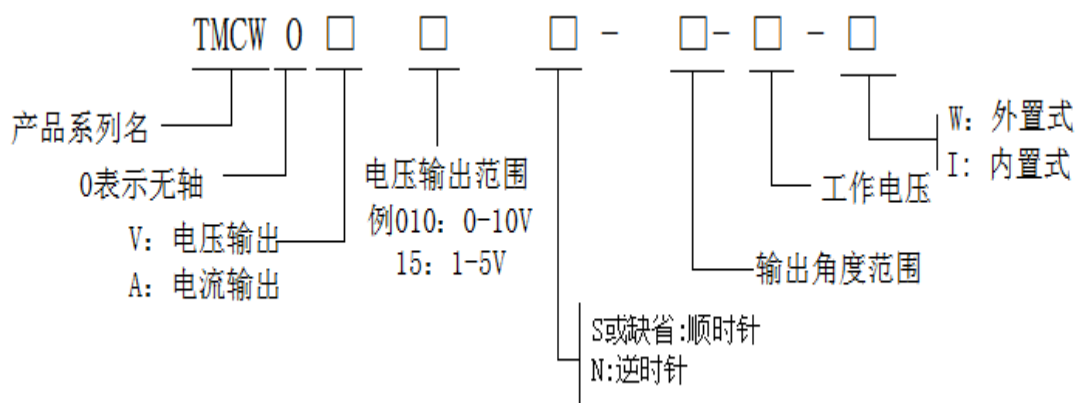 TMCW 0 □ □ □ - □ - □ - □
产品系列名
0表示无轴
V: 电压输出
A: 电流输出
电压输出范围
例010: 0-10V
15: 1-5V
S或缺省:顺时针
N:逆时针
输出角度范围
工作电压
W: 外置式
I: 内置式